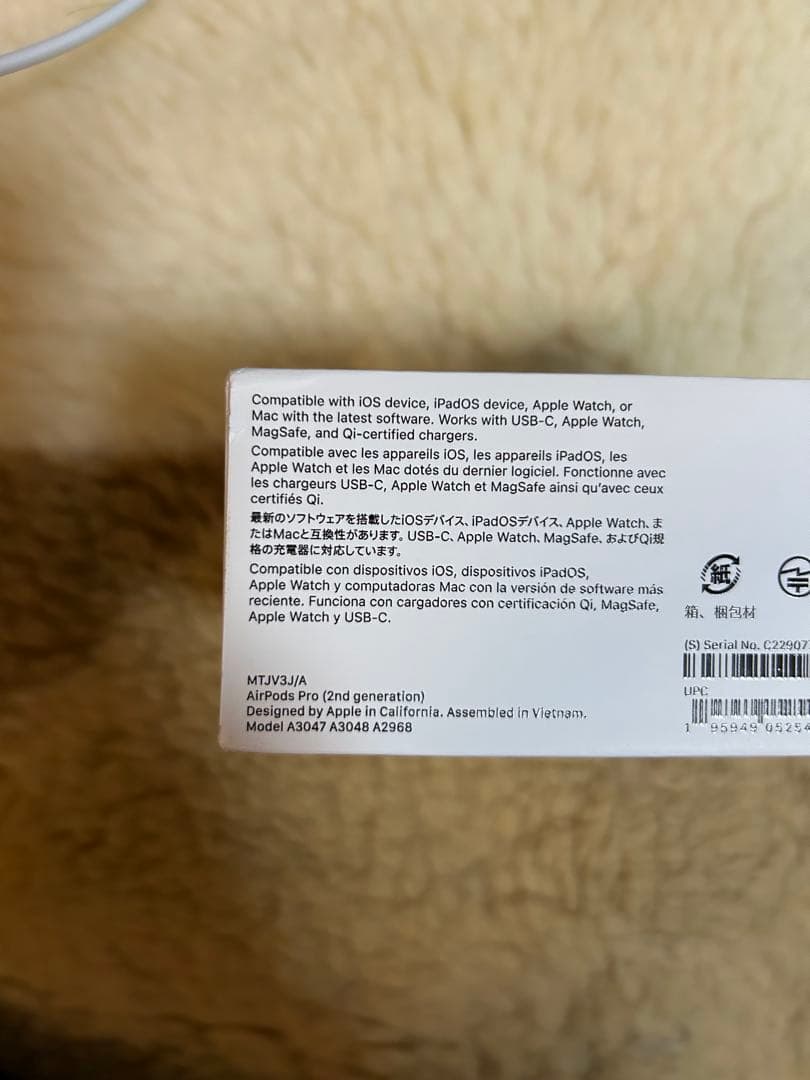 Compatible with iOS device, iPadOS device, Apple Watch, or
Mac with the latest software. Works with USB-C, Apple Watch,
MagSafe, and Qi-certified chargers.
Compatible avec les appareils iOS, les appareils iPadOS, les
Apple Watch et les Mac dotés du dernier logiciel. Fonctionne avec
les chargeurs USB-C, Apple Watch et MagSafe ainsi qu'avec ceux
certifiés Qi.
最新のソフトウェアを搭載したiOSデバイス、iPadOSデバイス、Apple Watch、ま
たはMacと互換性があります。USB-C、Apple Watch、MagSafe、およびQi規
格の充電器に対応しています。
Compatible con dispositivos iOS, dispositivos iPadOS,
Apple Watch y computadoras Mac con la versión de software más
reciente. Funciona con cargadores con certificación Qi, MagSafe,
Apple Watch y USB-C.
紙
箱、梱包材
(S) Serial No. C22907
UPC
1 95949 05254
MTJV3J/A
AirPods Pro (2nd generation)
Designed by Apple in California. Assembled in Vietnam.
Model A3047 A3048 A2968